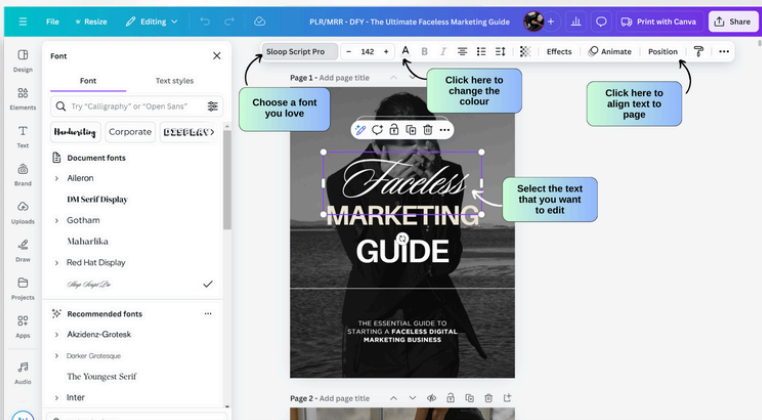 File
Resize
Editing
PLR/MRR - DFY - The Ultimate Faceless Marketing Guide
Print with Canva
Share
Design
Elements
Text
Brand
Uploads
Draw
Projects
Apps
Audio
Font
Font
Text styles
Try "Calligraphy" or "Open Sans"
Handwriting
Corporate
DISPLAY
Document fonts
Aileron
DM Serif Display
Gotham
Maharlika
Red Hat Display
Sloop Script Pro
Recommended fonts
Akzidenz-Grotesk
Darker Grotesque
The Youngest Serif
Inter
Sloop Script Pro
− 142 +
A
B
I
Effects
Animate
Position
Choose a font
you love
Click here to
change the
colour
Click here to
align text to
page
Select the text
that you want
to edit
Page 1 - Add page title
Faceless
MARKETING
GUIDE
THE ESSENTIAL GUIDE TO
STARTING A FACELESS DIGITAL
MARKETING BUSINESS
Page 2 - Add page title